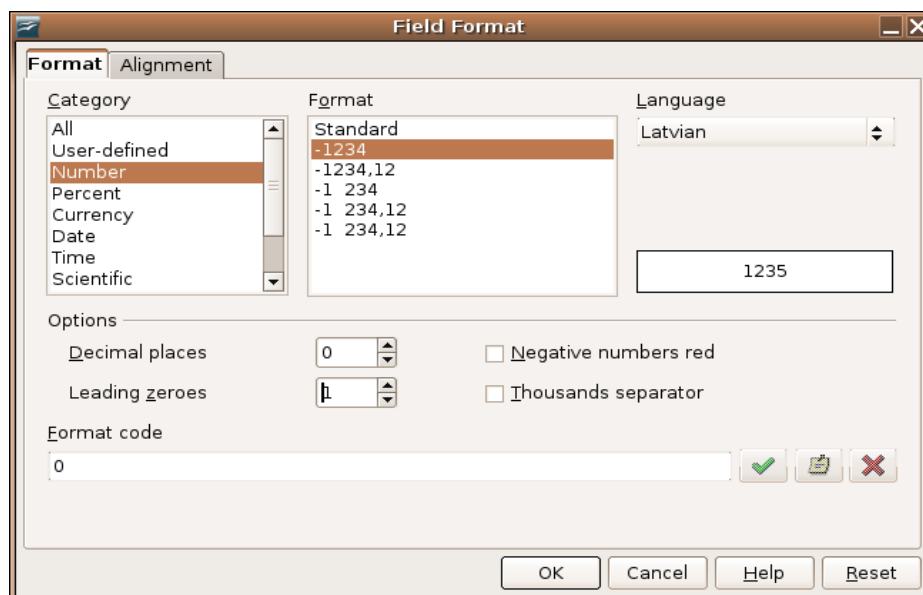 Field Format
Format Alignment
Category
All
User-defined
Number
Percent
Currency
Date
Time
Scientific
Format
Standard
-1234
-1234,12
-1 234
-1 234,12
-1 234,12
Language
Latvian
1235
Options
Decimal places 0
Negative numbers red
Leading zeroes 1
Thousands separator
Format code
0
OK Cancel Help Reset